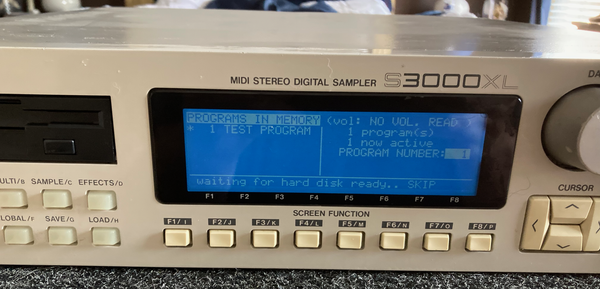 MIDI STEREO DIGITAL SAMPLER S3000XL
DA
PROGRAMS IN MEMORY (vol: NO VOL. READ
* 1 TEST PROGRAM
1 program(s)
1 now active
PROGRAM NUMBER: 1
waiting for hard disk ready.. SKIP
F1 F2 F3 F4 F5 F6 F7 F8
SCREEN FUNCTION
CURSOR
MULTI/B SAMPLE/C EFFECTS/D
GLOBAL/F SAVE/G LOAD/H
F1/I F2/J F3/K F4/L F5/M F6/N F7/O F8/P